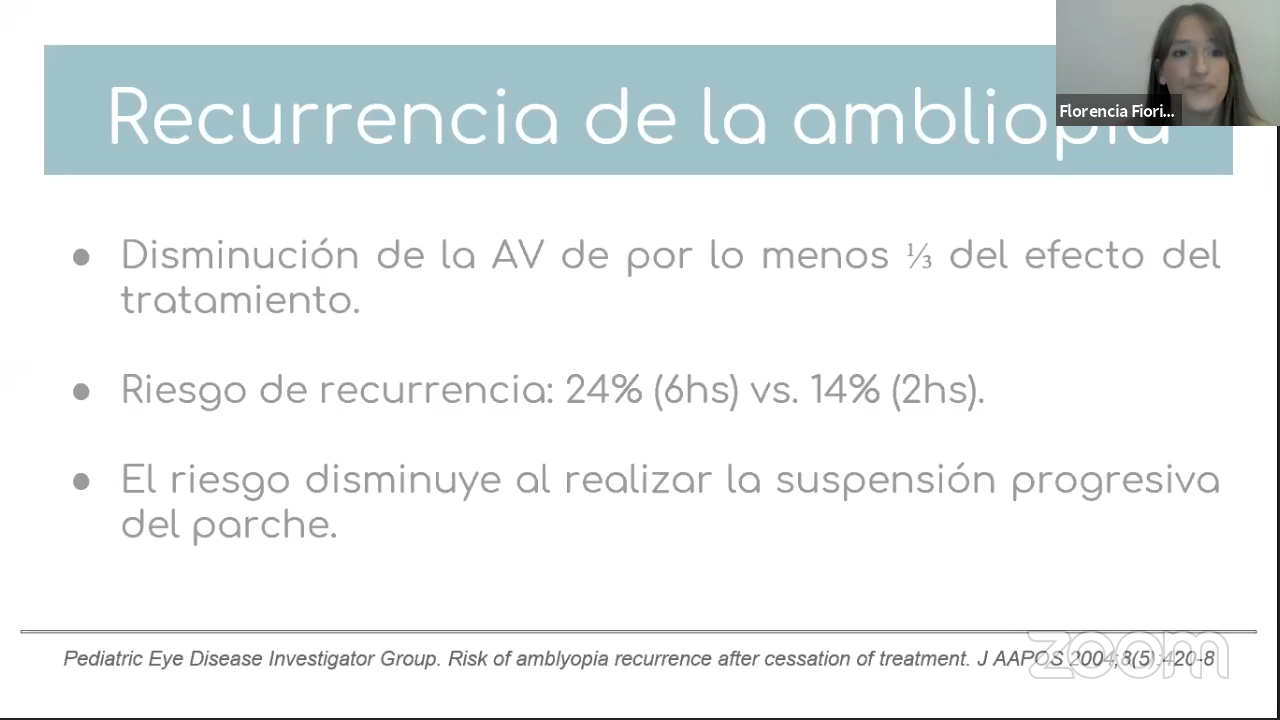 Recurrencia de la ambliopia
Florencia Fiori...
● Disminución de la AV de por lo menos ⅓ del efecto del
tratamiento.
● Riesgo de recurrencia: 24% (6hs) vs. 14% (2hs).
● El riesgo disminuye al realizar la suspensión progresiva
del parche.
Pediatric Eye Disease Investigator Group. Risk of amblyopia recurrence after cessation of treatment. J AAPOS 2004;8(5):420-8
zoom